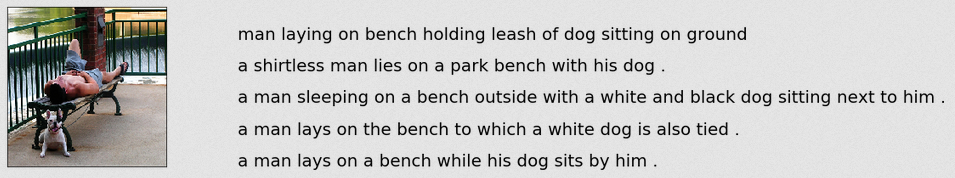 man laying on bench holding leash of dog sitting on ground
a shirtless man lies on a park bench with his dog .
a man sleeping on a bench outside with a white and black dog sitting next to him .
a man lays on the bench to which a white dog is also tied .
a man lays on a bench while his dog sits by him .